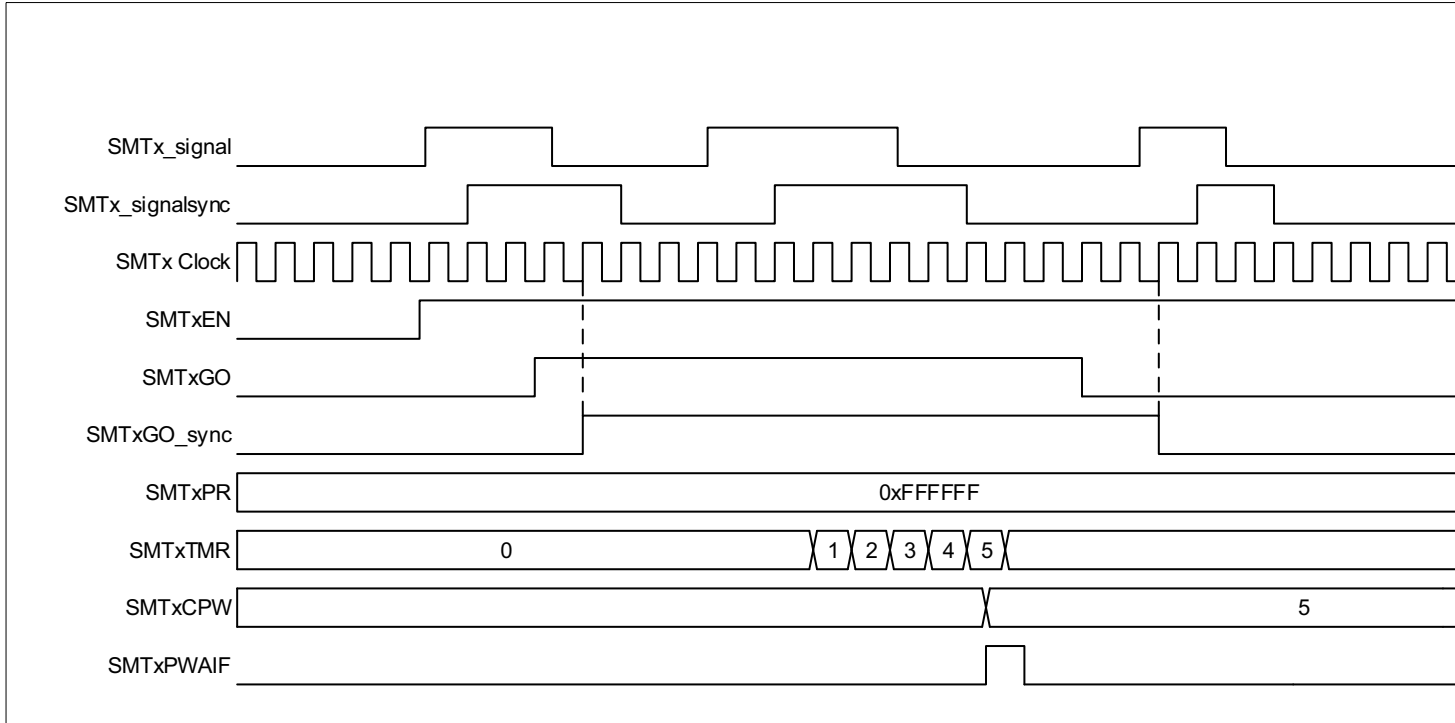 SMTx_signal
SMTx_signalsync
SMTx Clock
SMTxEN
SMTxGO
SMTxGO_sync
SMTxPR 0xFFFFFF
SMTxTMR 0 1 2 3 4 5
SMTxCPW 5
SMTxPWAIF